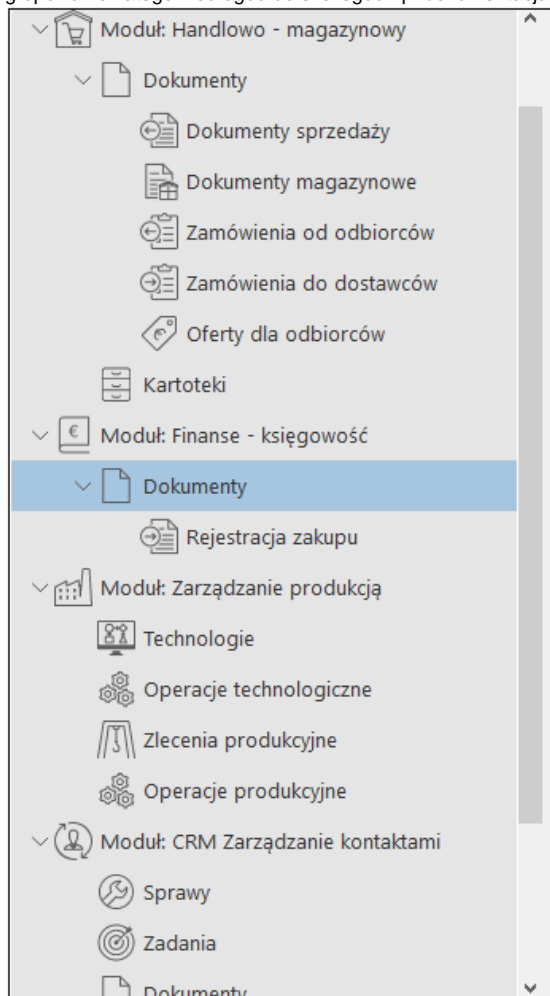 Moduł: Handlowo - magazynowy
Dokumenty
Dokumenty sprzedaży
Dokumenty magazynowe
Zamówienia od odbiorców
Zamówienia do dostawców
Oferty dla odbiorców
Kartoteki
Moduł: Finanse - księgowość
Dokumenty
Rejestracja zakupu
Moduł: Zarządzanie produkcją
Technologie
Operacje technologiczne
Zlecenia produkcyjne
Operacje produkcyjne
Moduł: CRM Zarządzanie kontaktami
Sprawy
Zadania
Dokumenty